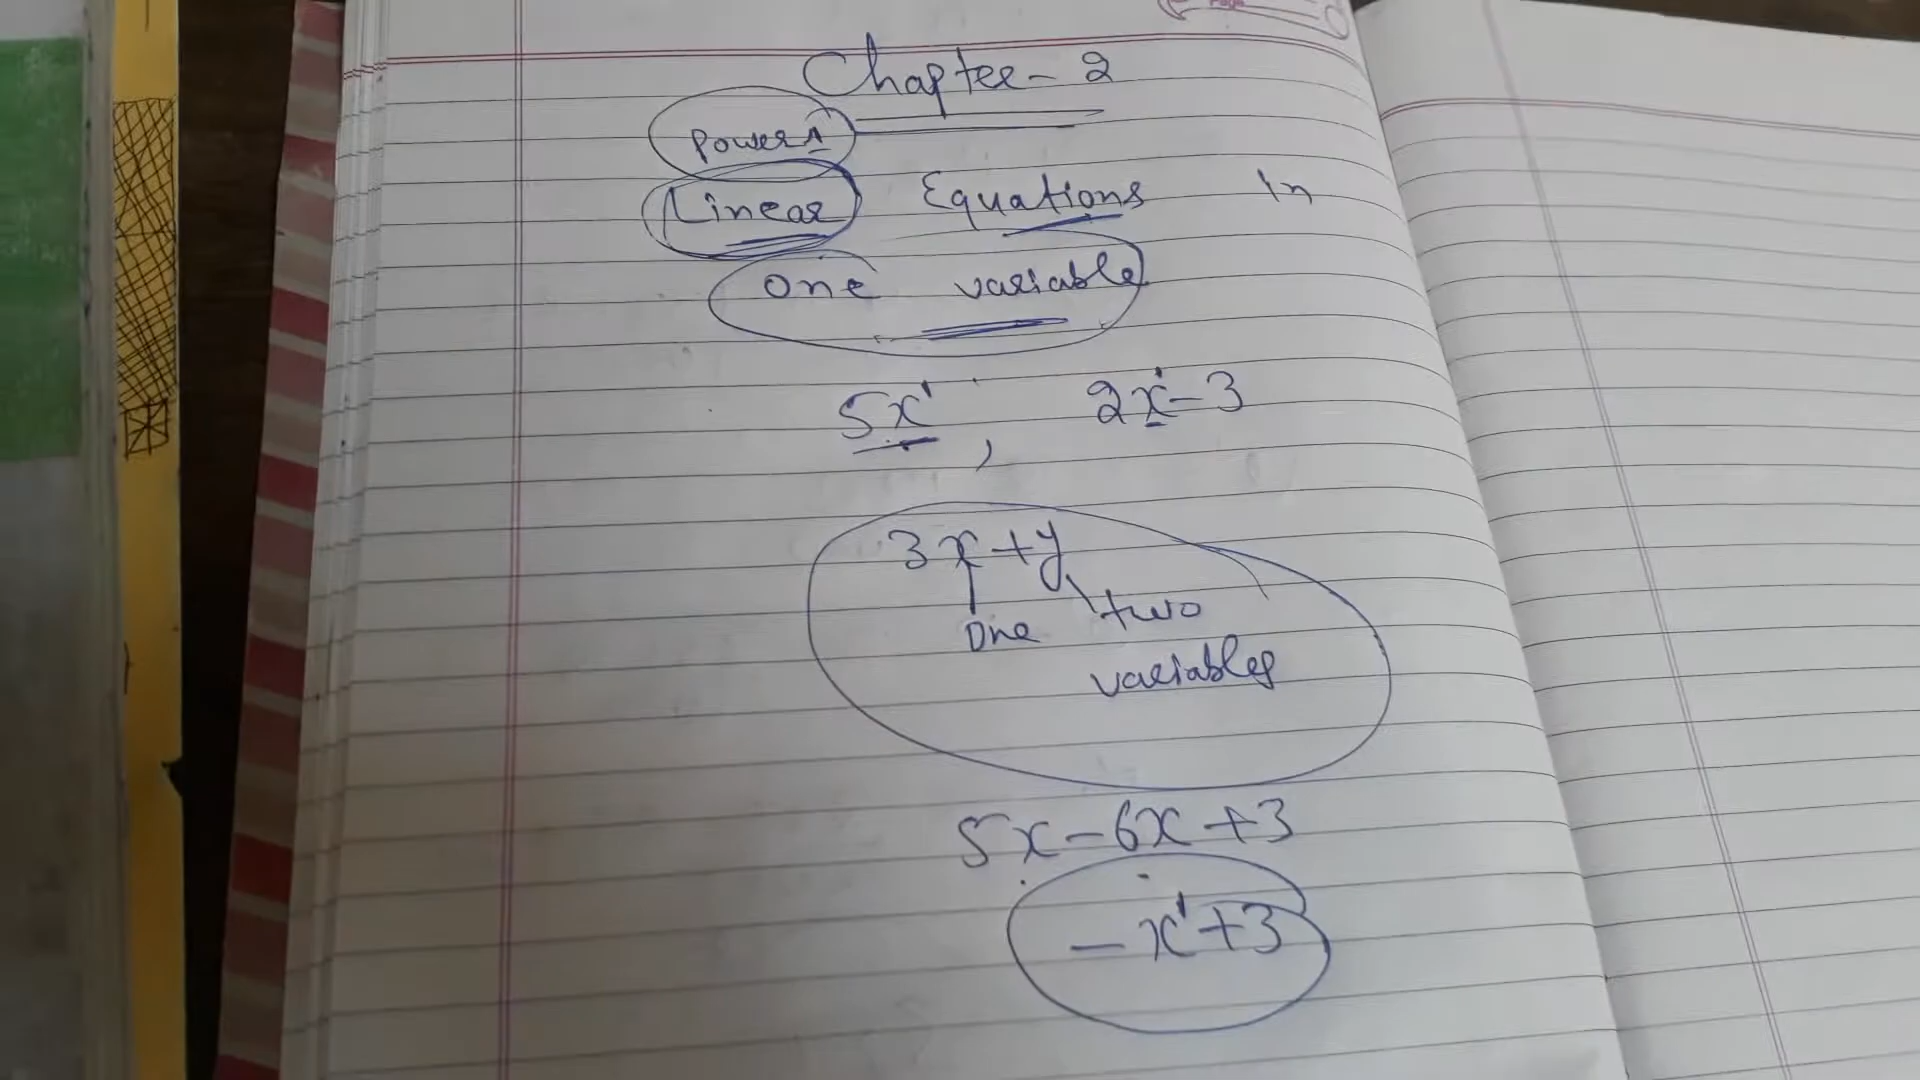 Page
Chapter - 2
Power 1
Linear Equations in
One variable
5x¹, 2x¹-3
3x+y
One two
variables
5x-6x+3
-x¹+3